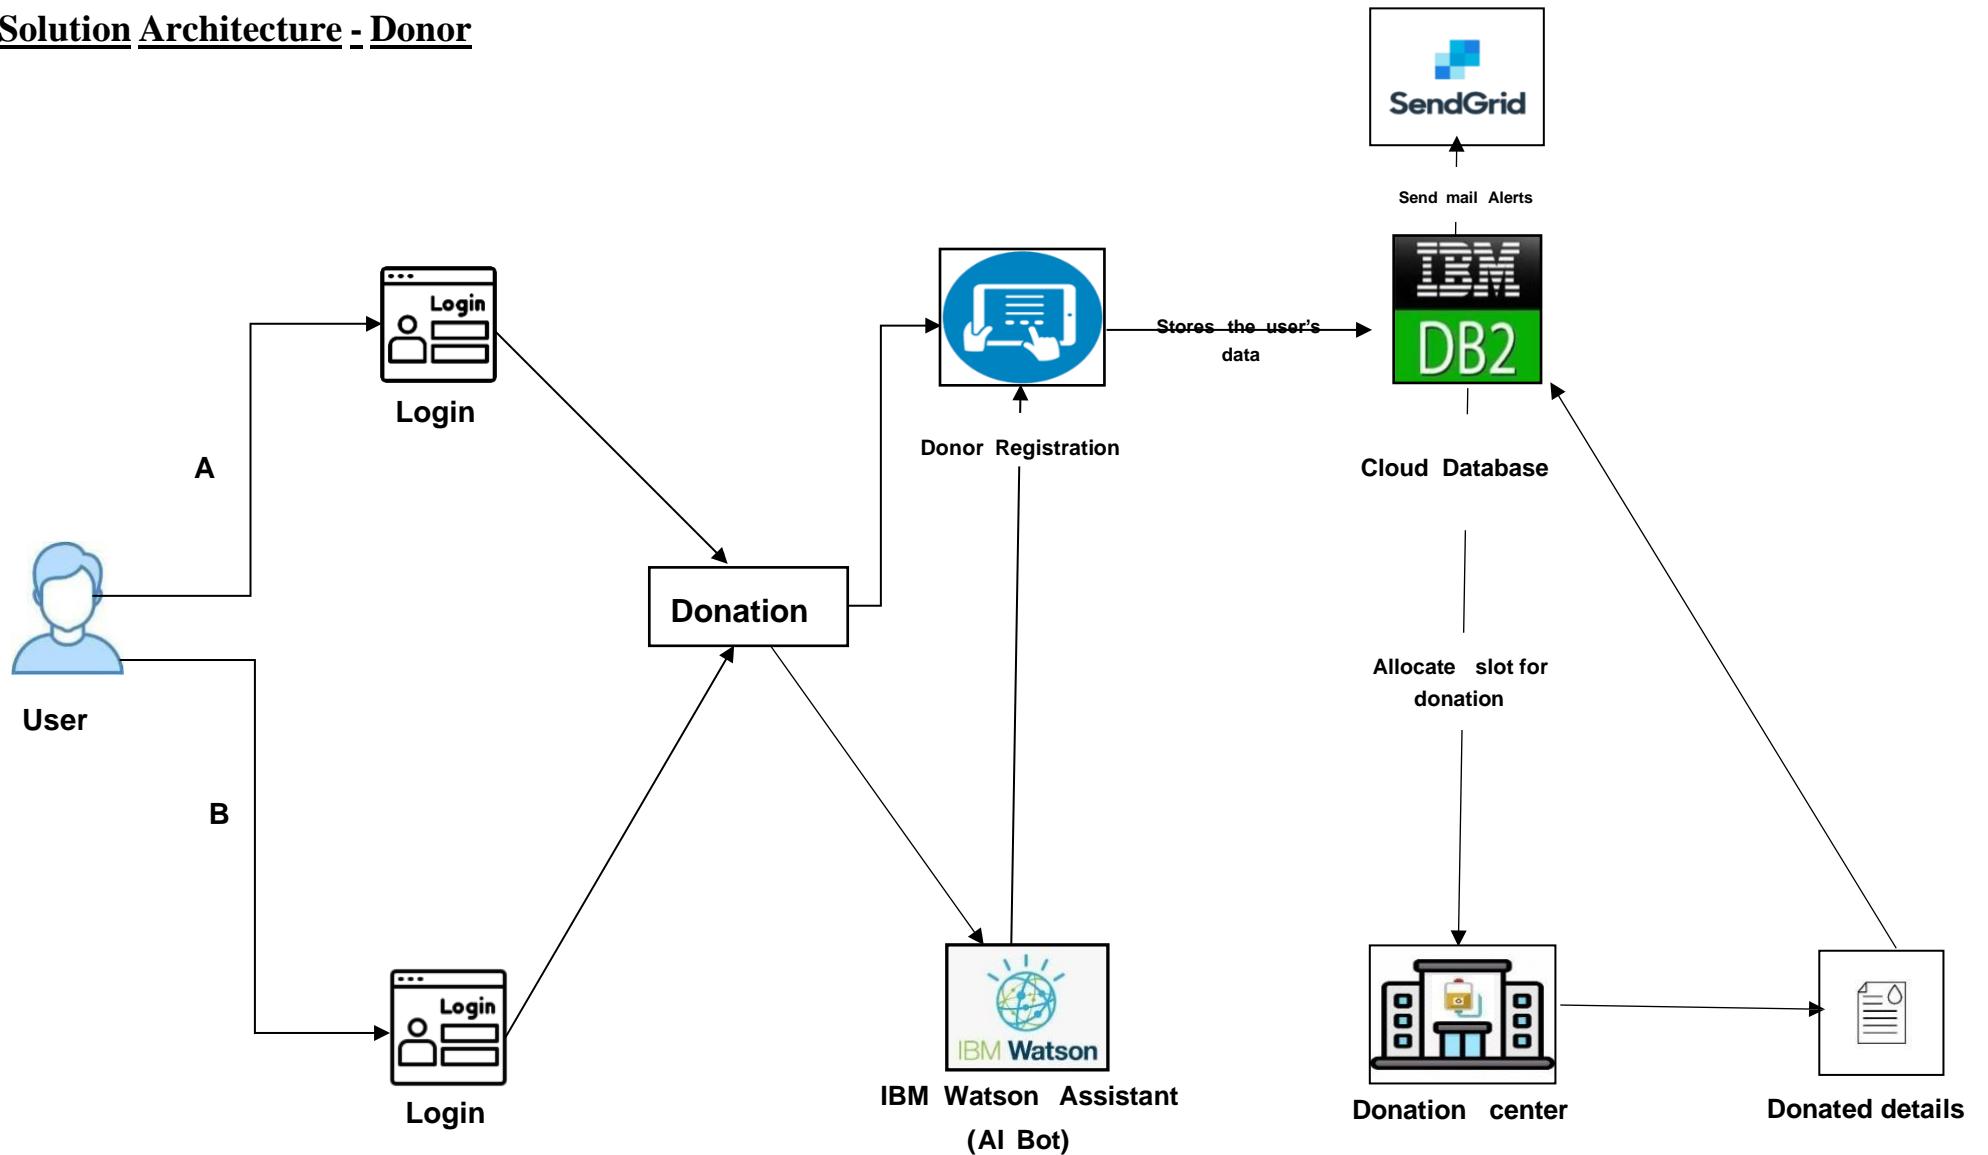 Solution Architecture - Donor
SendGrid
Send mail Alerts
IBM
DB2
Login
Login
Stores the user's
data
A
Donor Registration
Cloud Database
Donation
Allocate slot for
donation
User
B
Login
Login
IBM Watson
IBM Watson Assistant
(AI Bot)
Donation center
Donated details